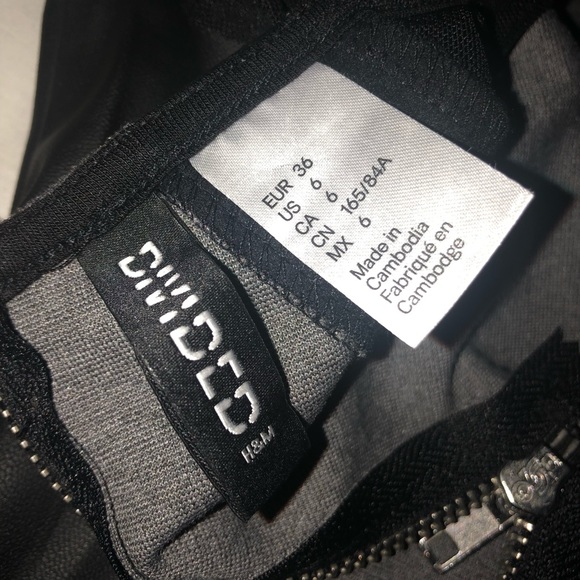 EUR 36
US 6
CA 6
CN 165/84A
MX 6
Made in
Cambodia
Fabriqué en
Cambodge
DIVIDED
H&M